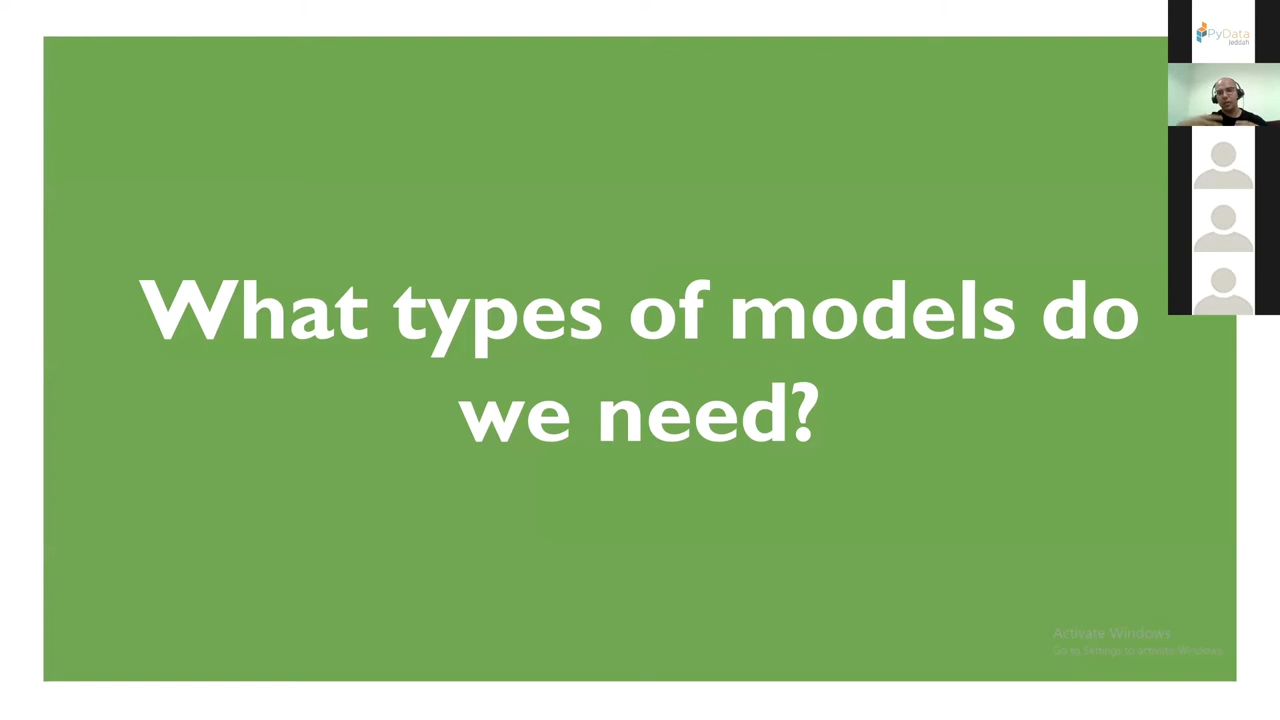 PyData
Jeddah
What types of models do
we need?
Activate Windows
Go to Settings to activate Windows.